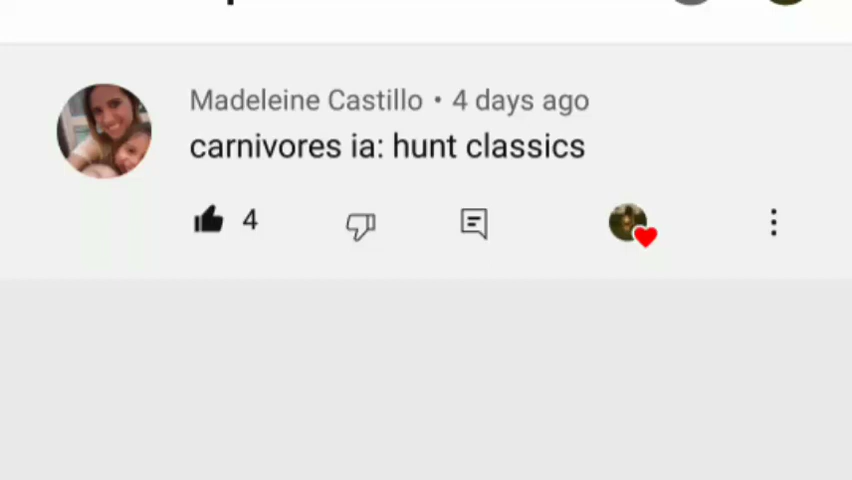 Madeleine Castillo • 4 days ago
carnivores ia: hunt classics
4